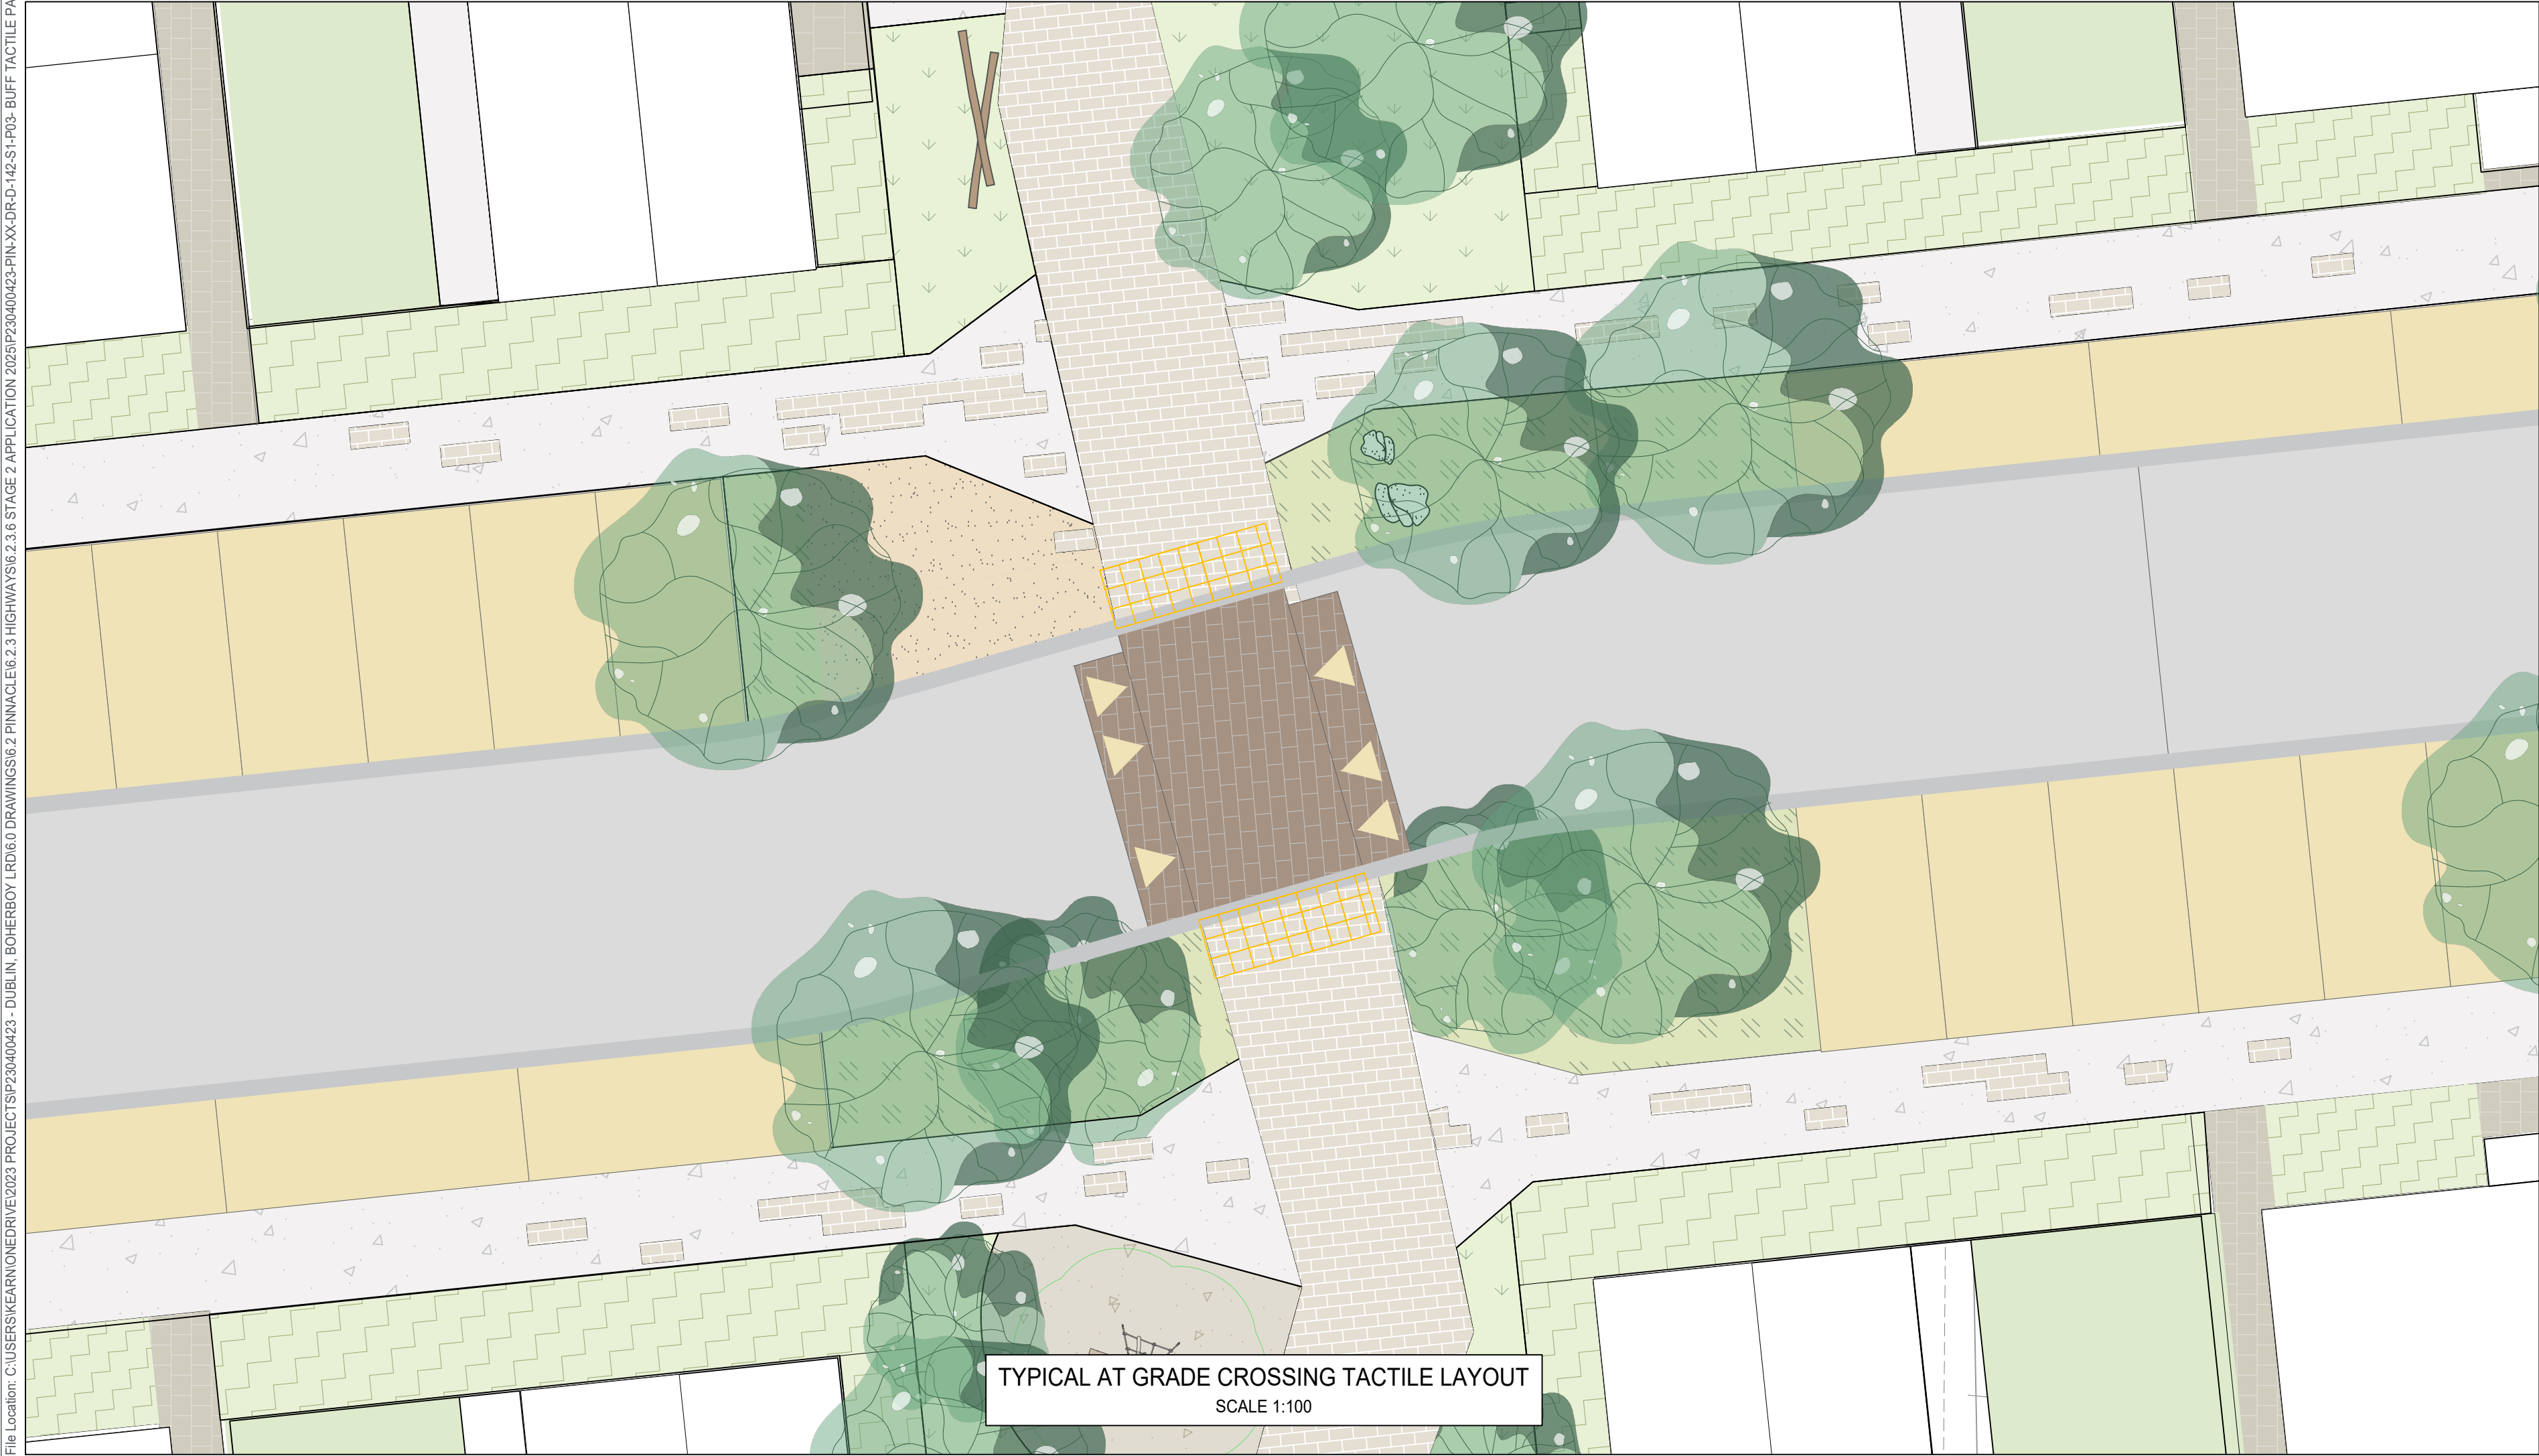 File Location: C:\USERS\KEARN\ONEDRIVE\2023 PROJECTS\P230400423 - DUBLIN, BOHERBOY LRD\6.0 DRAWINGS\6.2 PINNACLE\6.2.3 HIGHWAYS\6.2.3.6 STAGE 2 APPLICATION 2025\P230400423-PIN-XX-DR-D-142-S1-P03- BUFF TACTILE PA
TYPICAL AT GRADE CROSSING TACTILE LAYOUT
SCALE 1:100